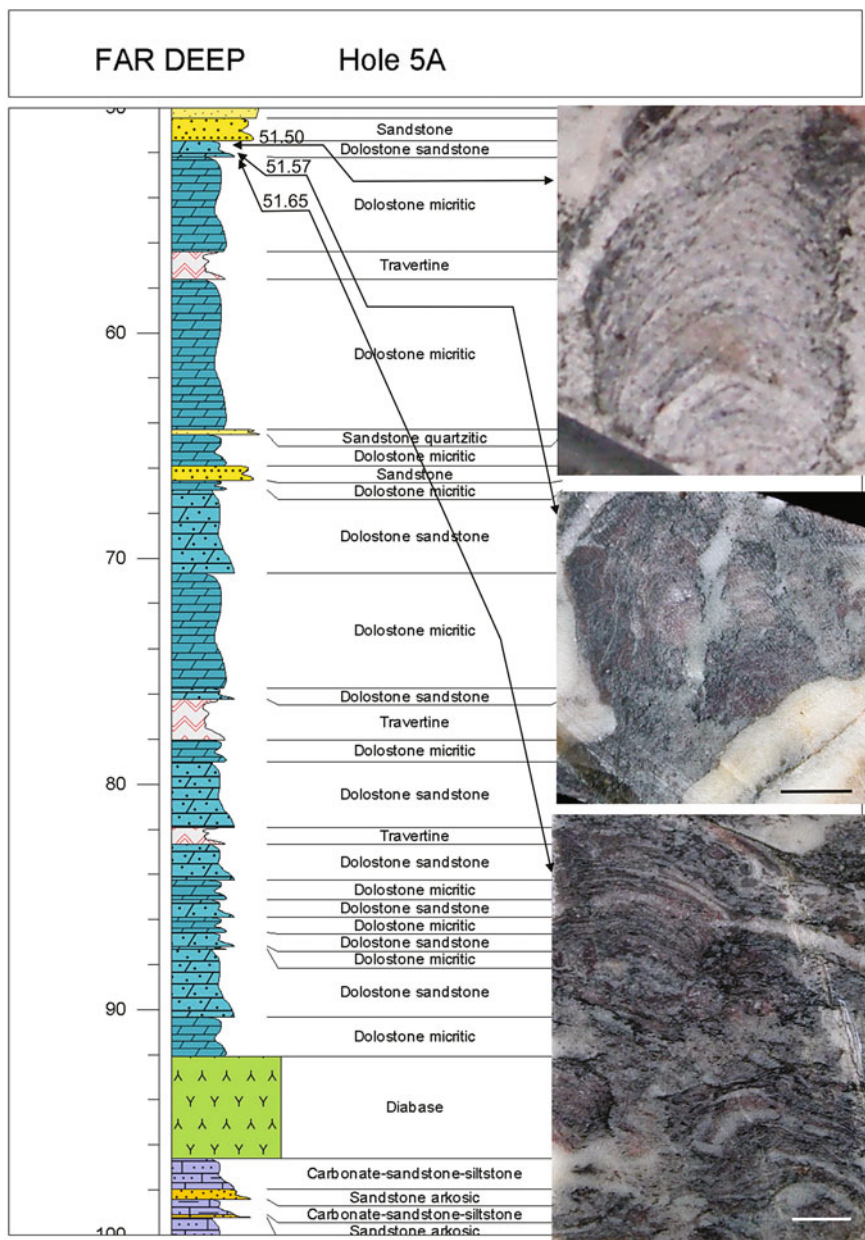 FAR DEEP Hole 5A
50
Sandstone
51.50
Dolostone sandstone
51.57
51.65
Dolostone micritic
Travertine
60
Dolostone micritic
Sandstone quartzitic
Dolostone micritic
Sandstone
Dolostone micritic
Dolostone sandstone
70
Dolostone micritic
Dolostone sandstone
Travertine
Dolostone micritic
80
Dolostone sandstone
Travertine
Dolostone sandstone
Dolostone micritic
Dolostone sandstone
Dolostone micritic
Dolostone sandstone
Dolostone micritic
Dolostone sandstone
90
Dolostone micritic
Diabase
Carbonate-sandstone-siltstone
Sandstone arkosic
Carbonate-sandstone-siltstone
Sandstone arkosic
100